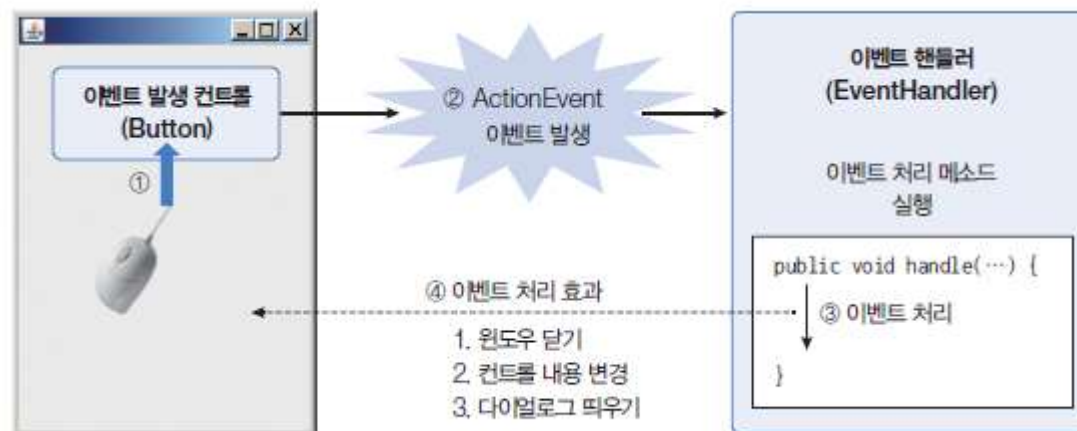 이벤트 발생 컨트롤
(Button)
①
② ActionEvent
이벤트 발생
이벤트 핸들러
(EventHandler)
이벤트 처리 메소드
실행
public void handle(…) {
③ 이벤트 처리
}
④ 이벤트 처리 효과
1. 윈도우 닫기
2. 컨트롤 내용 변경
3. 다이얼로그 띄우기